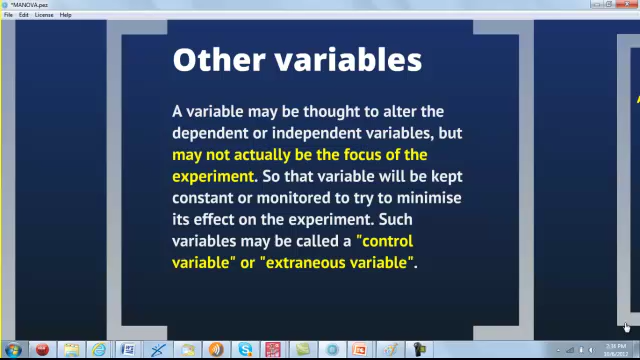 *MANOVA.pez
File Edit License Help
Other variables
A variable may be thought to alter the
dependent or independent variables, but
may not actually be the focus of the
experiment. So that variable will be kept
constant or monitored to try to minimise
its effect on the experiment. Such
variables may be called a "control
variable" or "extraneous variable".